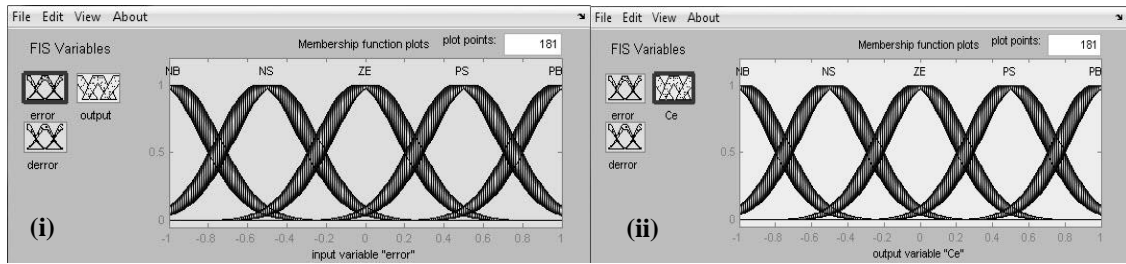 File Edit View About
FIS Variables
Membership function plots
plot points:
181
error
output
derror
NB NS ZE PS PB
1
0.5
0
-1 -0.8 -0.6 -0.4 -0.2 0 0.2 0.4 0.6 0.8 1
input variable "error"
(i)
File Edit View About
FIS Variables
Membership function plots
plot points:
181
error
Ce
derror
NB NS ZE PS PB
1
0.5
0
-1 -0.8 -0.6 -0.4 -0.2 0 0.2 0.4 0.6 0.8 1
output variable "Ce"
(ii)